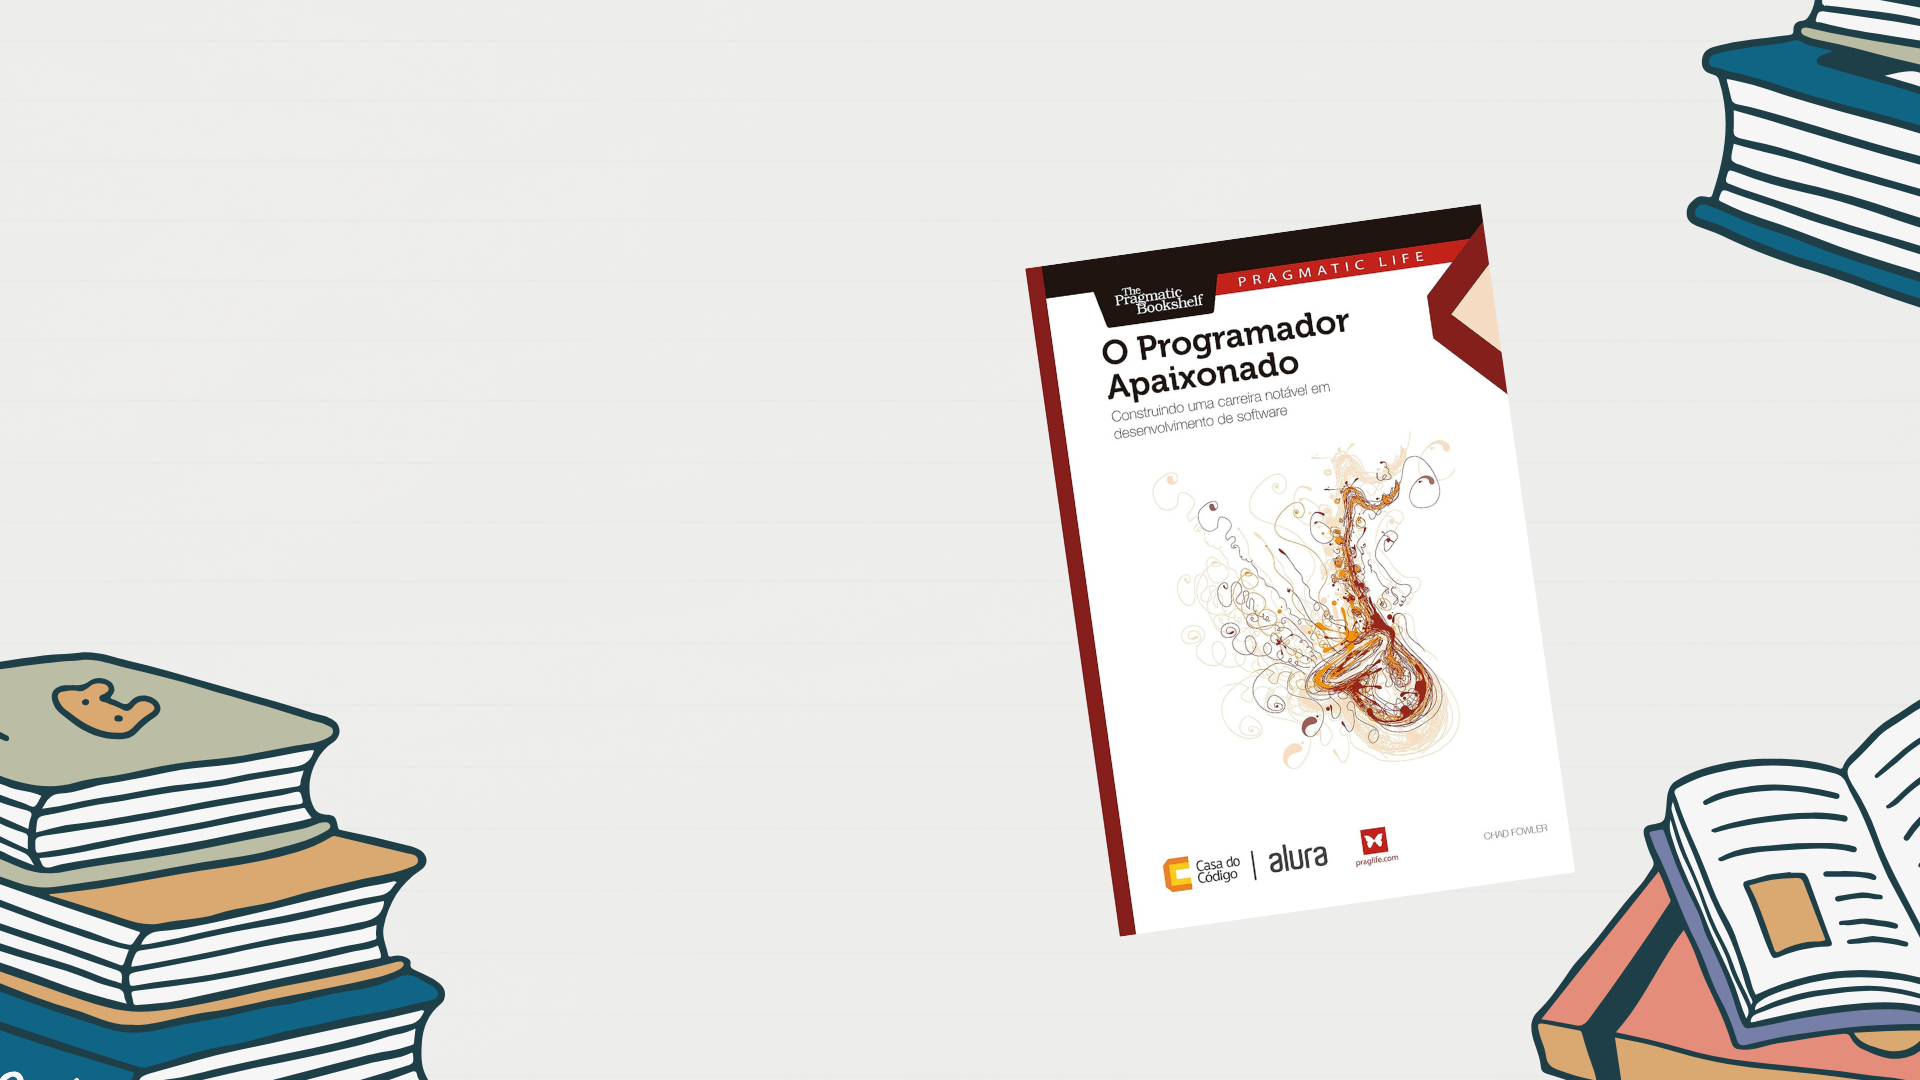 PRAGMATIC LIFE
The
Pragmatic
Bookshelf
O Programador
Apaixonado
Construindo uma carreira notável em
desenvolvimento de software
Casa do
Código
alura
praglife.com
CHAD FOWLER